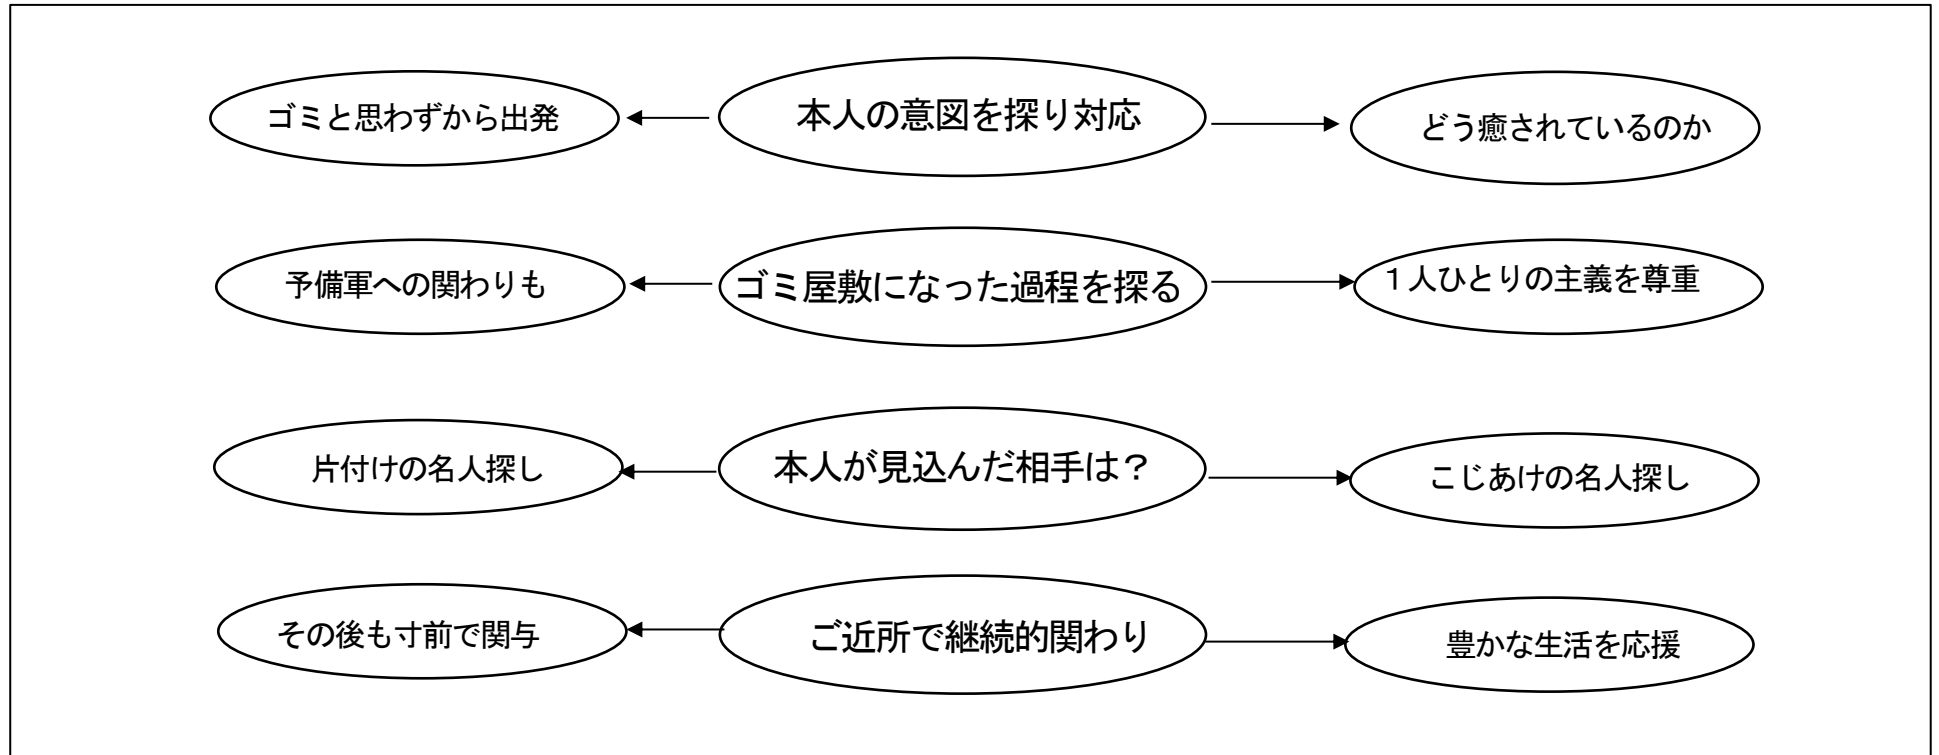 ゴミと思わずから出発
本人の意図を探り対応
どう癒されているのか
予備軍への関わりも
ゴミ屋敷になった過程を探る
１人ひとりの主義を尊重
片付けの名人探し
本人が見込んだ相手は？
こじあけの名人探し
その後も寸前で関与
ご近所で継続的関わり
豊かな生活を応援